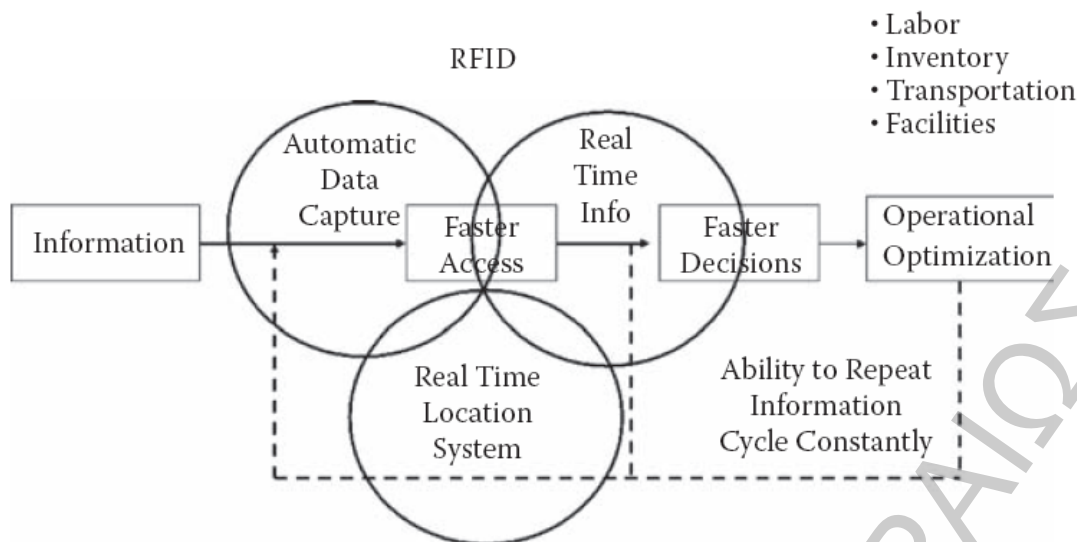 RFID
• Labor
• Inventory
• Transportation
• Facilities
Automatic
Data
Capture
Real
Time
Info
Information
Faster
Access
Faster
Decisions
Operational
Optimization
Real Time
Location
System
Ability to Repeat
Information
Cycle Constantly
ΡΑΙΩΣ